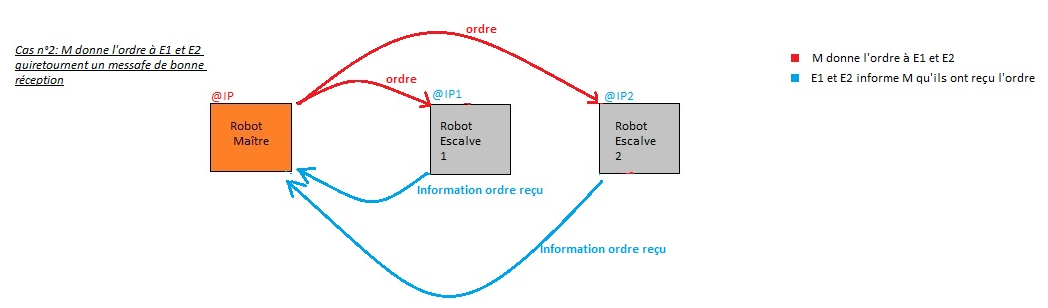 Cas n°2: M donne l'ordre à E1 et E2
quiretournent un messafe de bonne
réception
ordre
ordre
M donne l'ordre à E1 et E2
E1 et E2 informe M qu'ils ont reçu l'ordre
@IP
@IP1
@IP2
Robot
Maître
Robot
Escalve
1
Robot
Escalve
2
Information ordre reçu
Information ordre reçu